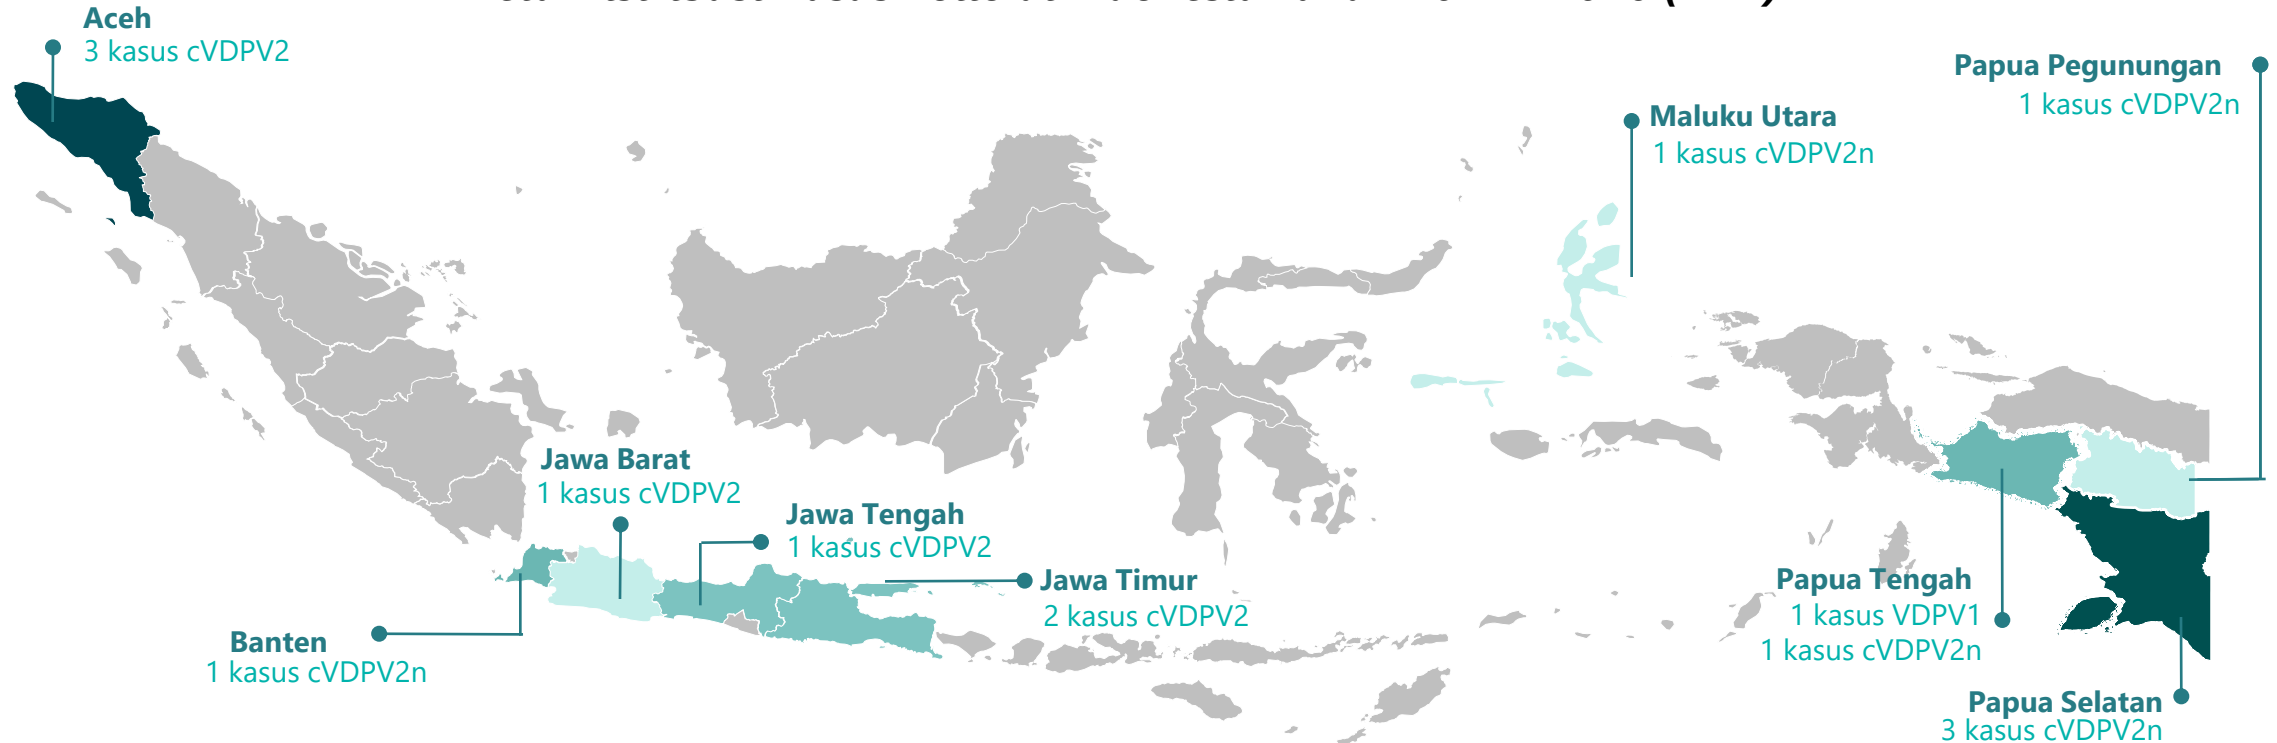 Aceh
3 kasus cVDPV2
Papua Pegunungan
1 kasus cVDPV2n
Maluku Utara
1 kasus cVDPV2n
Jawa Barat
1 kasus cVDPV2
Jawa Tengah
1 kasus cVDPV2
Jawa Timur
2 kasus cVDPV2
Banten
1 kasus cVDPV2n
Papua Tengah
1 kasus VDPV1
1 kasus cVDPV2n
Papua Selatan
3 kasus cVDPV2n